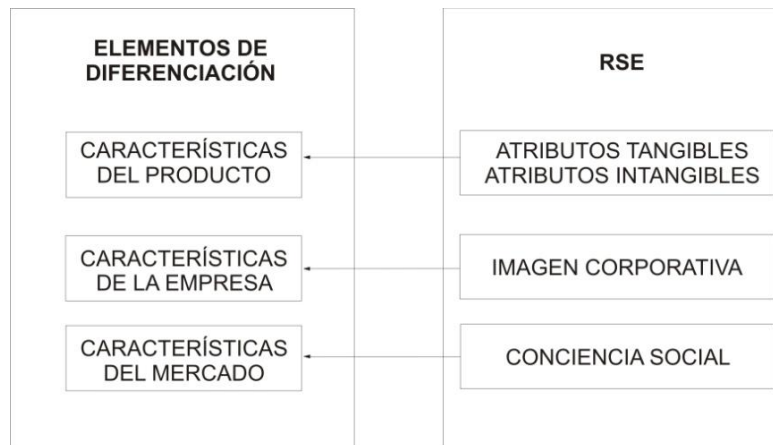 ELEMENTOS DE
DIFERENCIACIÓN
CARACTERÍSTICAS
DEL PRODUCTO
CARACTERÍSTICAS
DE LA EMPRESA
CARACTERÍSTICAS
DEL MERCADO
RSE
ATRIBUTOS TANGIBLES
ATRIBUTOS INTANGIBLES
IMAGEN CORPORATIVA
CONCIENCIA SOCIAL